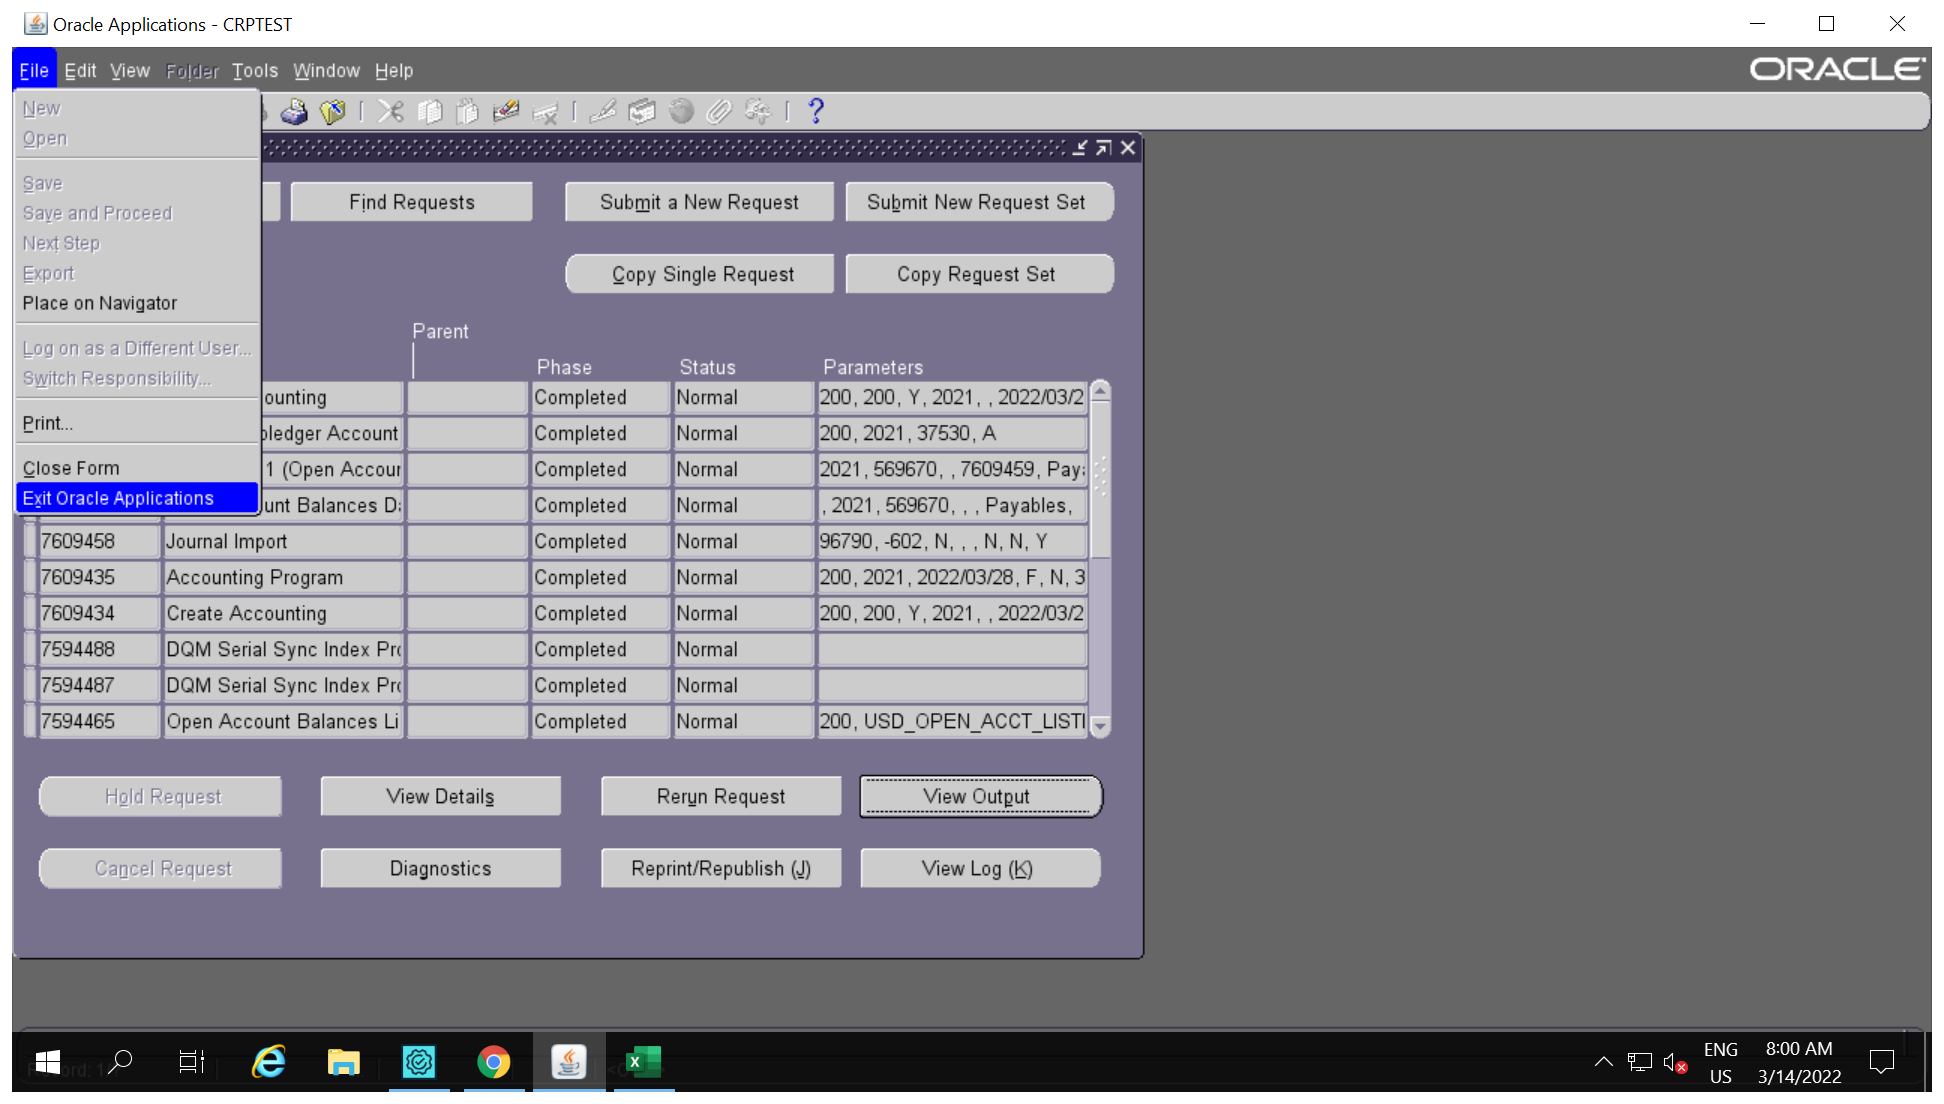 Oracle Applications - CRPTEST
File Edit View Folder Tools Window Help
ORACLE
New
Open
Save
Save and Proceed
Next Step
Export
Place on Navigator
Log on as a Different User...
Switch Responsibility...
Print...
Close Form
Exit Oracle Applications
Find Requests Submit a New Request Submit New Request Set
Copy Single Request Copy Request Set
Parent
Phase Status Parameters
ounting Completed Normal 200, 200, Y, 2021, , 2022/03/2
ledger Account Completed Normal 200, 2021, 37530, A
1 (Open Accour Completed Normal 2021, 569670, , 7609459, Pay
unt Balances D Completed Normal , 2021, 569670, , , Payables,
7609458 Journal Import Completed Normal 96790, -602, N, , , N, N, Y
7609435 Accounting Program Completed Normal 200, 2021, 2022/03/28, F, N, 3
7609434 Create Accounting Completed Normal 200, 200, Y, 2021, , 2022/03/2
7594488 DQM Serial Sync Index Pr Completed Normal
7594487 DQM Serial Sync Index Pr Completed Normal
7594465 Open Account Balances Li Completed Normal 200, USD_OPEN_ACCT_LISTI
Hold Request View Details Rerun Request View Output
Cancel Request Diagnostics Reprint/Republish (J) View Log (K)
ENG 8:00 AM
US 3/14/2022